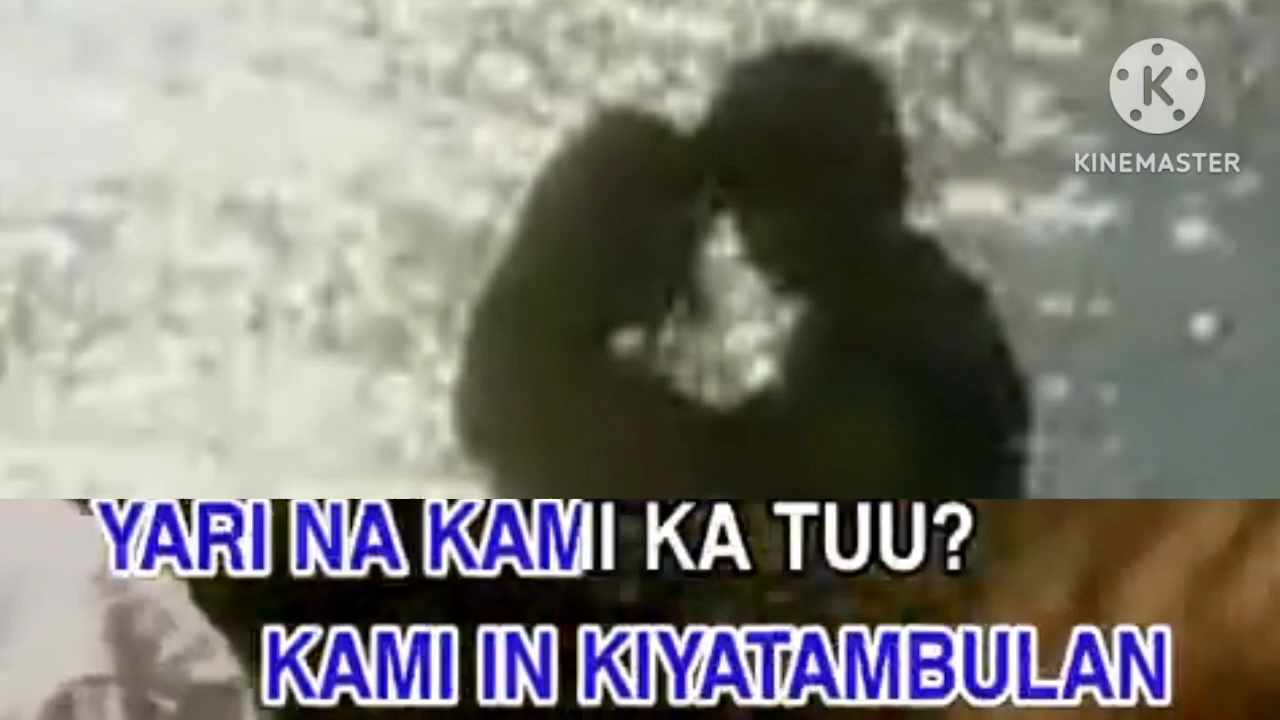 K
KINEMASTER
YARI NA KAMI KA TUU?
KAMI IN KIYATAMBULAN